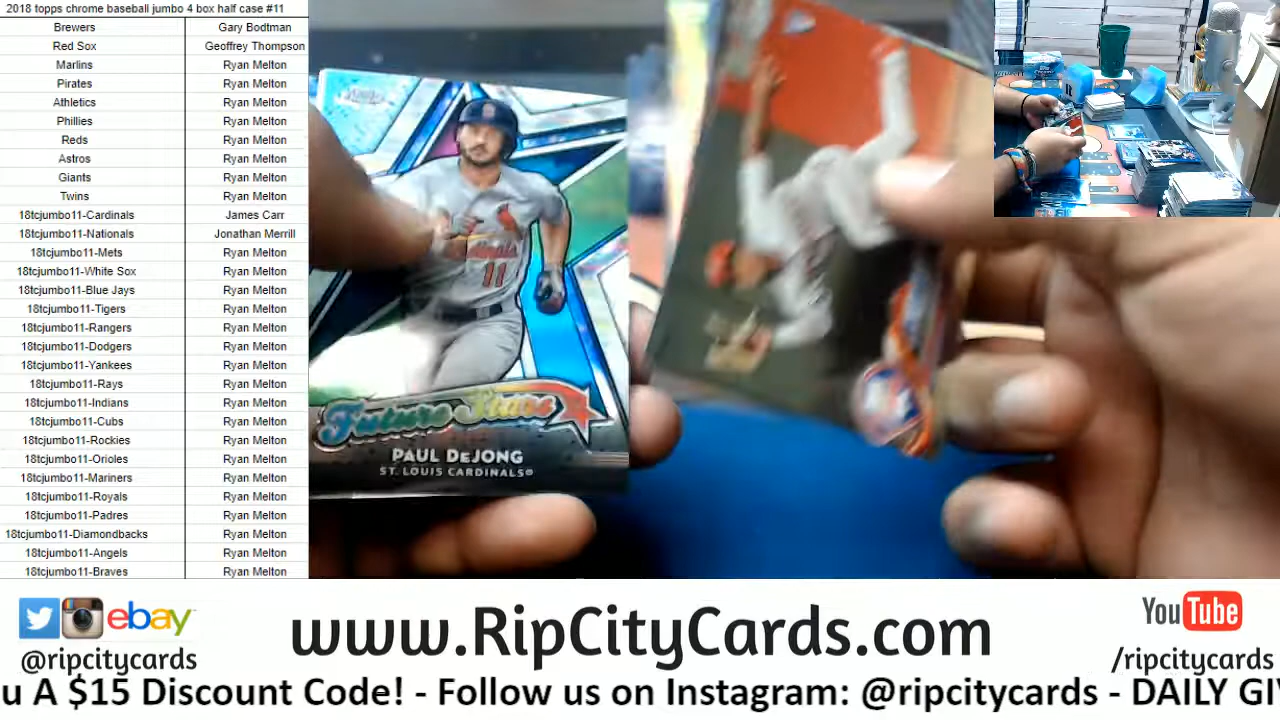 2018 topps chrome baseball jumbo 4 box half case #11
Brewers Gary Bodtman
Red Sox Geoffrey Thompson
Marlins Ryan Melton
Pirates Ryan Melton
Athletics Ryan Melton
Phillies Ryan Melton
Reds Ryan Melton
Astros Ryan Melton
Giants Ryan Melton
Twins Ryan Melton
18tcjumbo11-Cardinals James Carr
18tcjumbo11-Nationals Jonathan Merrill
18tcjumbo11-Mets Ryan Melton
18tcjumbo11-White Sox Ryan Melton
18tcjumbo11-Blue Jays Ryan Melton
18tcjumbo11-Tigers Ryan Melton
18tcjumbo11-Rangers Ryan Melton
18tcjumbo11-Dodgers Ryan Melton
18tcjumbo11-Yankees Ryan Melton
18tcjumbo11-Rays Ryan Melton
18tcjumbo11-Indians Ryan Melton
18tcjumbo11-Cubs Ryan Melton
18tcjumbo11-Rockies Ryan Melton
18tcjumbo11-Orioles Ryan Melton
18tcjumbo11-Mariners Ryan Melton
18tcjumbo11-Royals Ryan Melton
18tcjumbo11-Padres Ryan Melton
18tcjumbo11-Diamondbacks Ryan Melton
18tcjumbo11-Angels Ryan Melton
18tcjumbo11-Braves Ryan Melton
11
Future Stars
PAUL DeJONG
ST. LOUIS CARDINALS®
ebay
@ripcitycards
www.RipCityCards.com
YouTube
/ripcitycards
u A $15 Discount Code! - Follow us on Instagram: @ripcitycards - DAILY GI